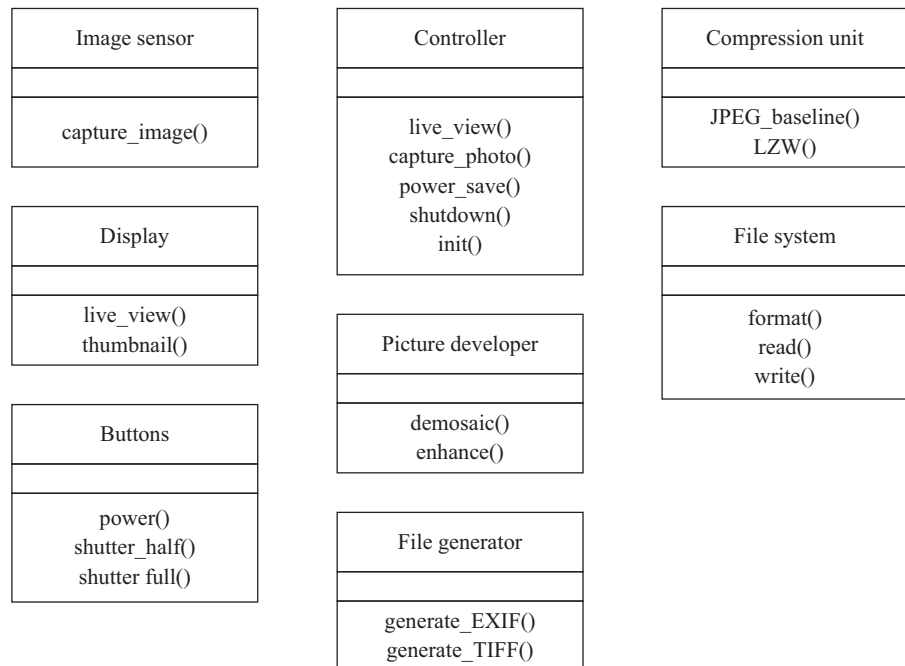 Image sensor
capture_image()
Display
live_view()
thumbnail()
Buttons
power()
shutter_half()
shutter full()
Controller
live_view()
capture_photo()
power_save()
shutdown()
init()
Picture developer
demosaic()
enhance()
File generator
generate_EXIF()
generate_TIFF()
Compression unit
JPEG_baseline()
LZW()
File system
format()
read()
write()